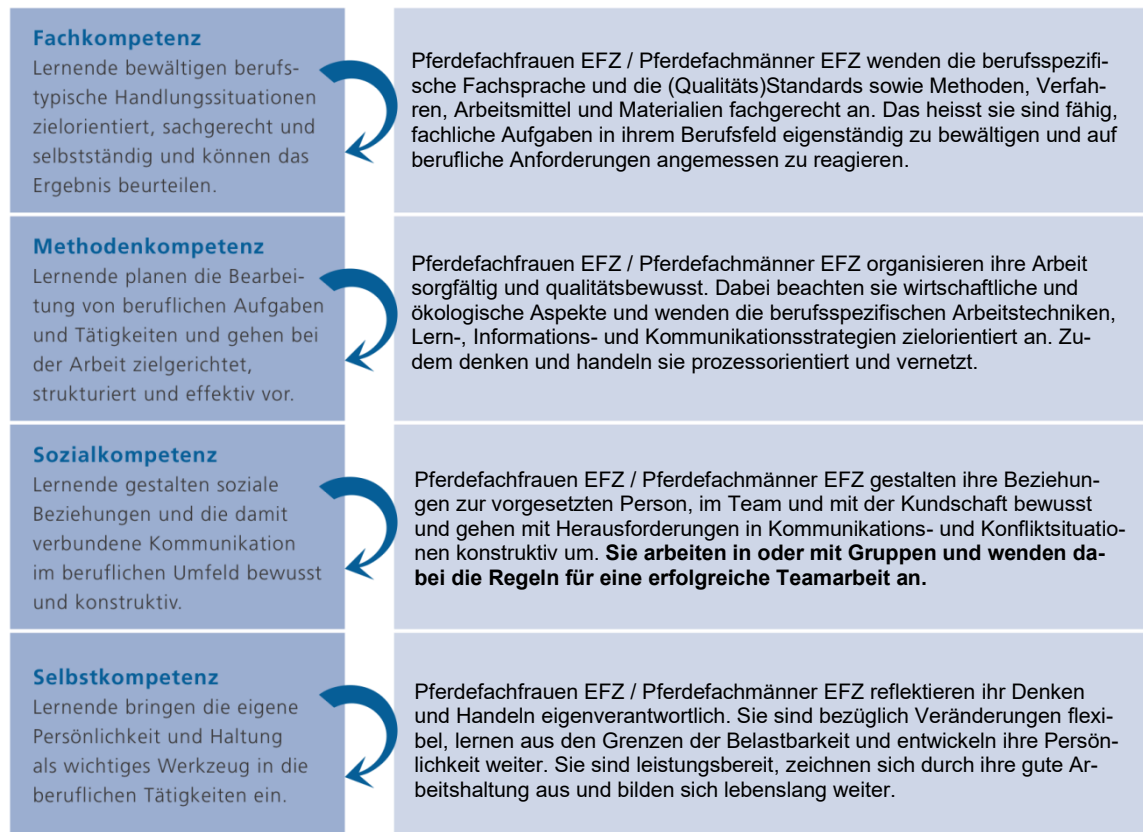 Fachkompetenz
Lernende bewältigen berufs-
typische Handlungssituationen
zielorientiert, sachgerecht und
selbstständig und können das
Ergebnis beurteilen.
Pferdefachfrauen EFZ / Pferdefachmänner EFZ wenden die berufsspezifi-
sche Fachsprache und die (Qualitäts)Standards sowie Methoden, Verfah-
ren, Arbeitsmittel und Materialien fachgerecht an. Das heisst sie sind fähig,
fachliche Aufgaben in ihrem Berufsfeld eigenständig zu bewältigen und auf
berufliche Anforderungen angemessen zu reagieren.
Methodenkompetenz
Lernende planen die Bearbei-
tung von beruflichen Aufgaben
und Tätigkeiten und gehen bei
der Arbeit zielgerichtet,
strukturiert und effektiv vor.
Pferdefachfrauen EFZ / Pferdefachmänner EFZ organisieren ihre Arbeit
sorgfältig und qualitätsbewusst. Dabei beachten sie wirtschaftliche und
ökologische Aspekte und wenden die berufsspezifischen Arbeitstechniken,
Lern-, Informations- und Kommunikationsstrategien zielorientiert an. Zu-
dem denken und handeln sie prozessorientiert und vernetzt.
Sozialkompetenz
Lernende gestalten soziale
Beziehungen und die damit
verbundene Kommunikation
im beruflichen Umfeld bewusst
und konstruktiv.
Pferdefachfrauen EFZ / Pferdefachmänner EFZ gestalten ihre Beziehun-
gen zur vorgesetzten Person, im Team und mit der Kundschaft bewusst
und gehen mit Herausforderungen in Kommunikations- und Konfliktsituatio-
nen konstruktiv um. Sie arbeiten in oder mit Gruppen und wenden da-
bei die Regeln für eine erfolgreiche Teamarbeit an.
Selbstkompetenz
Lernende bringen die eigene
Persönlichkeit und Haltung
als wichtiges Werkzeug in die
beruflichen Tätigkeiten ein.
Pferdefachfrauen EFZ / Pferdefachmänner EFZ reflektieren ihr Denken
und Handeln eigenverantwortlich. Sie sind bezüglich Veränderungen flexi-
bel, lernen aus den Grenzen der Belastbarkeit und entwickeln ihre Persön-
lichkeit weiter. Sie sind leistungsbereit, zeichnen sich durch ihre gute Ar-
beitshaltung aus und bilden sich lebenslang weiter.